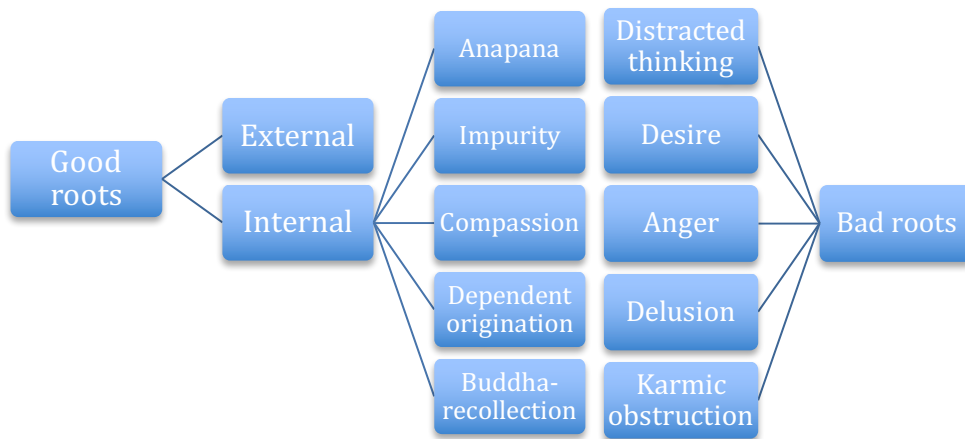 Good
roots
External
Internal
Anapana
Impurity
Compassion
Dependent
origination
Buddha-
recollection
Distracted
thinking
Desire
Anger
Delusion
Karmic
obstruction
Bad roots